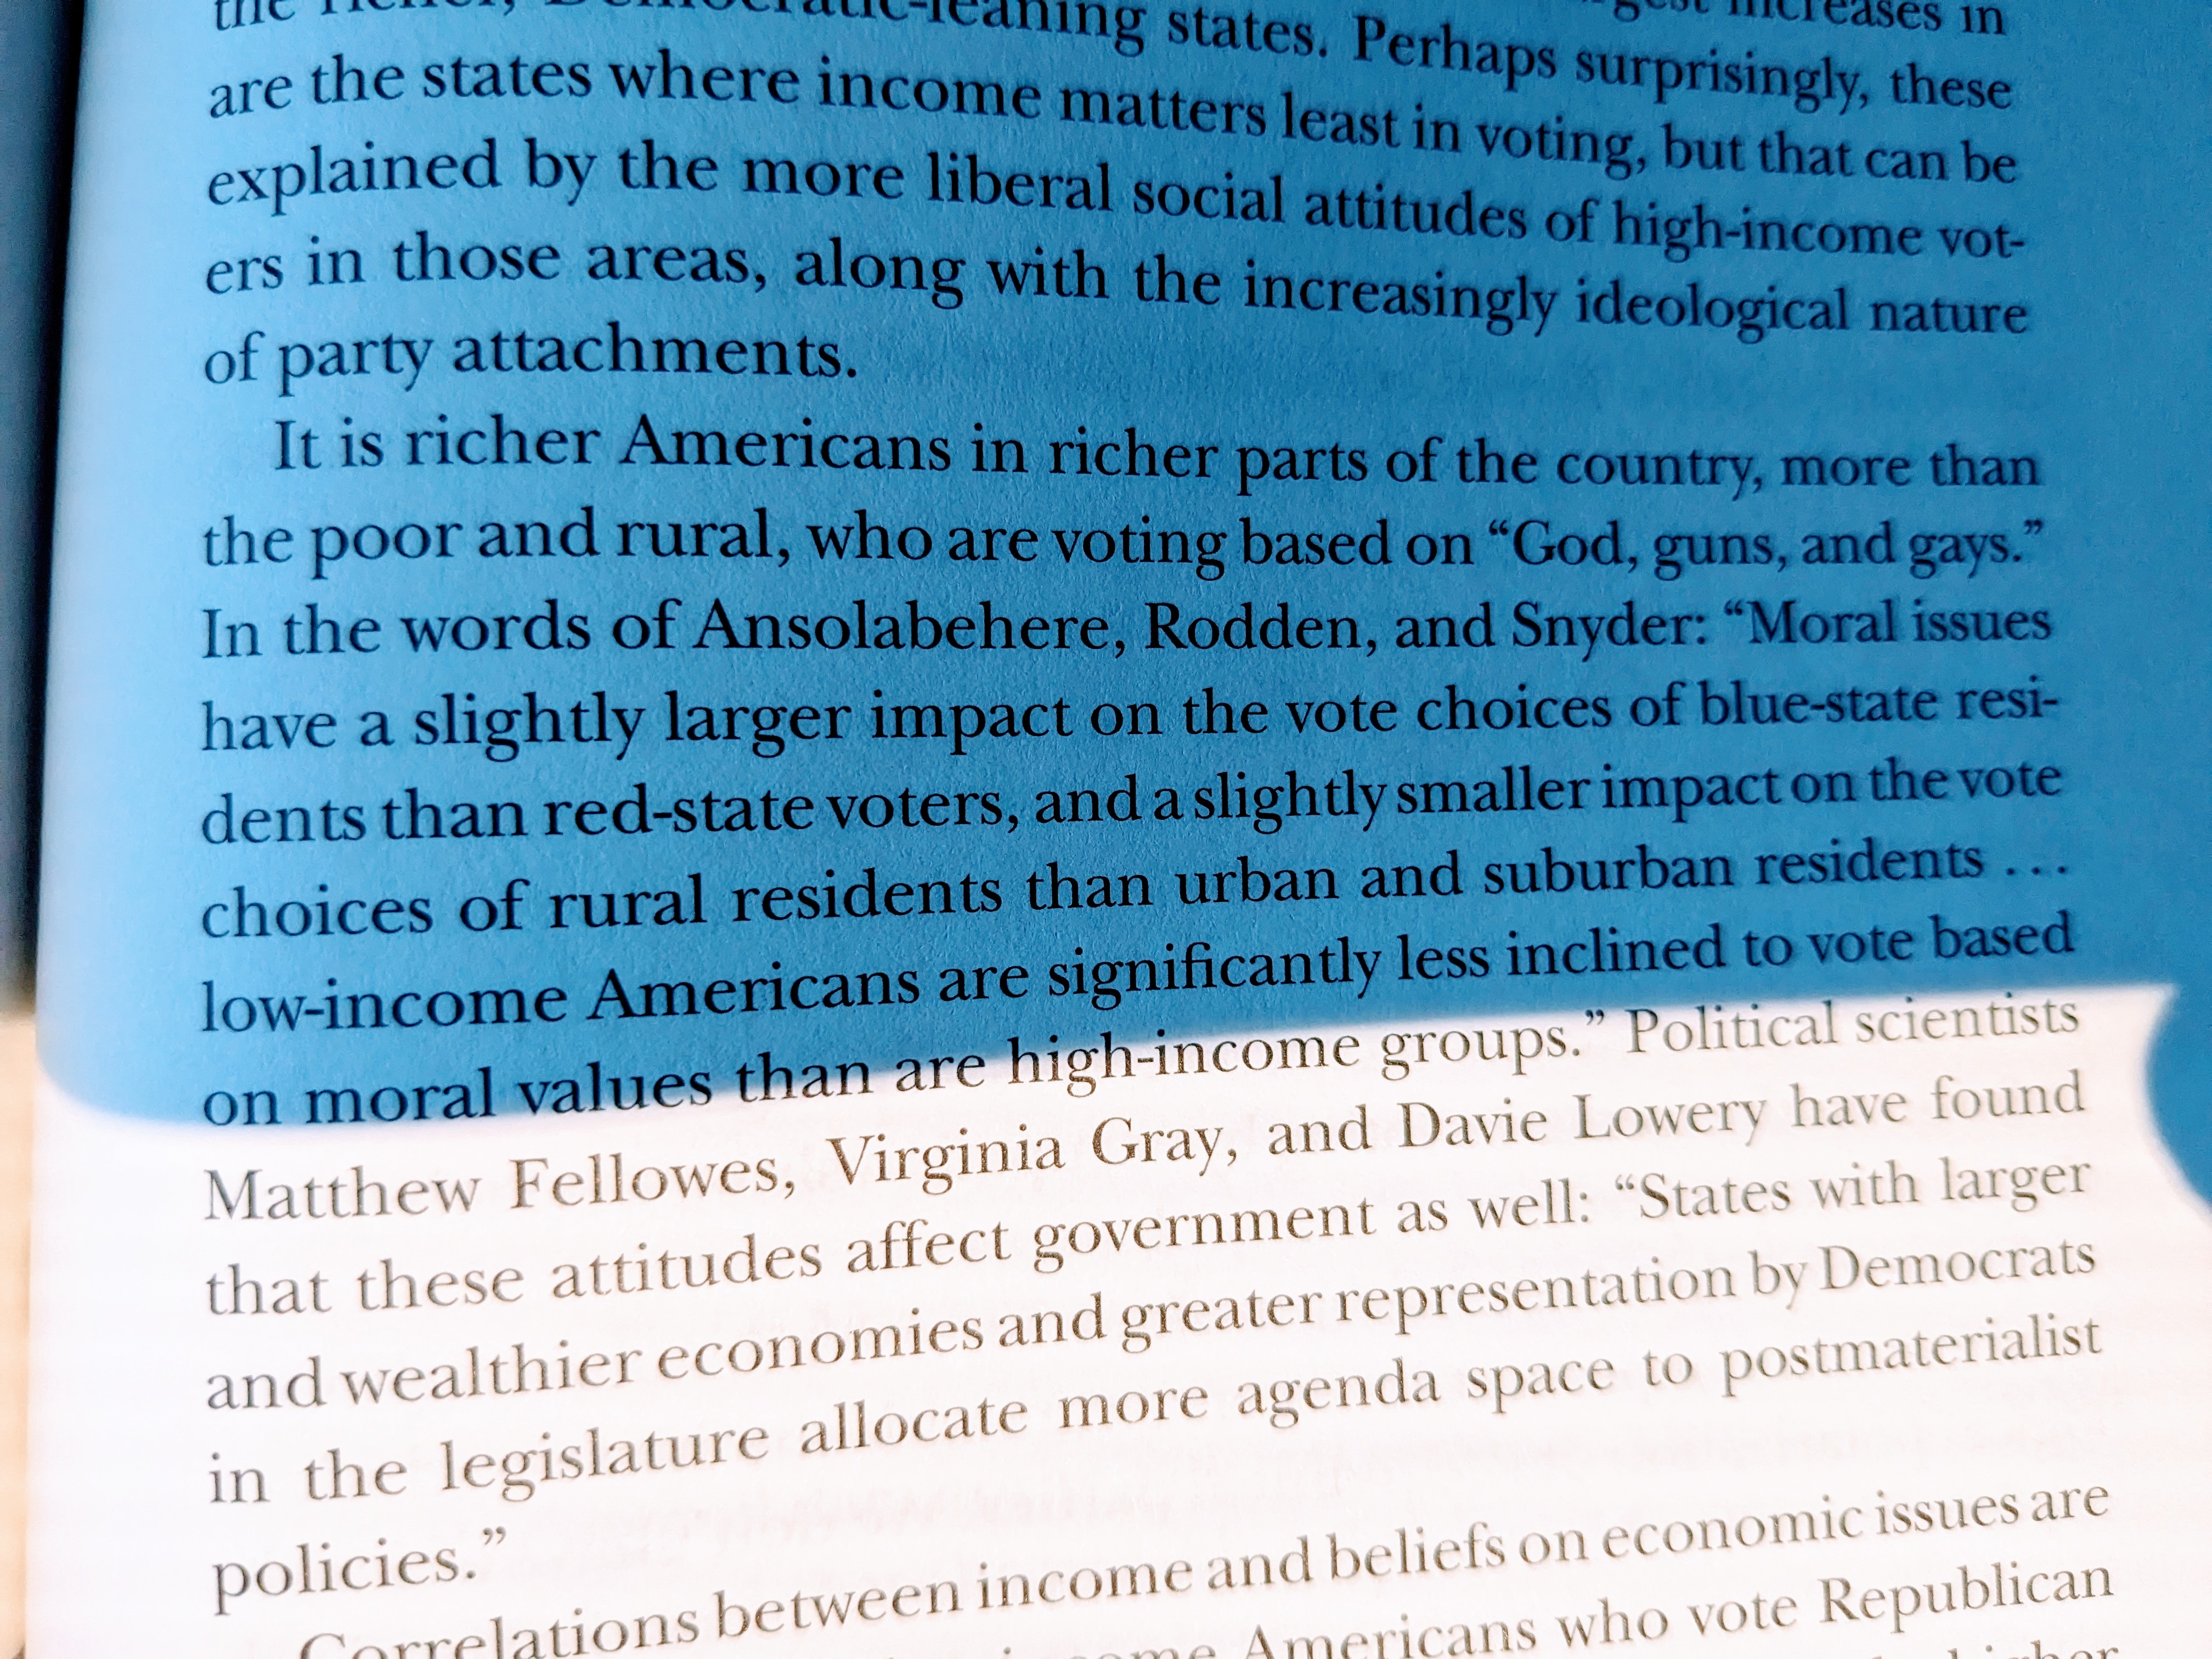 the richer, Democratic-leaning states. Perhaps surprisingly, these
are the states where income matters least in voting, but that can be
explained by the more liberal social attitudes of high-income vot-
ers in those areas, along with the increasingly ideological nature
of party attachments.
It is richer Americans in richer parts of the country, more than
the poor and rural, who are voting based on “God, guns, and gays.”
In the words of Ansolabehere, Rodden, and Snyder: “Moral issues
have a slightly larger impact on the vote choices of blue-state resi-
dents than red-state voters, and a slightly smaller impact on the vote
choices of rural residents than urban and suburban residents ...
low-income Americans are significantly less inclined to vote based
on moral values than are high-income groups.” Political scientists
Matthew Fellowes, Virginia Gray, and Davie Lowery have found
that these attitudes affect government as well: “States with larger
and wealthier economies and greater representation by Democrats
in the legislature allocate more agenda space to postmaterialist
policies.”
Correlations between income and beliefs on economic issues are
Americans who vote Republican